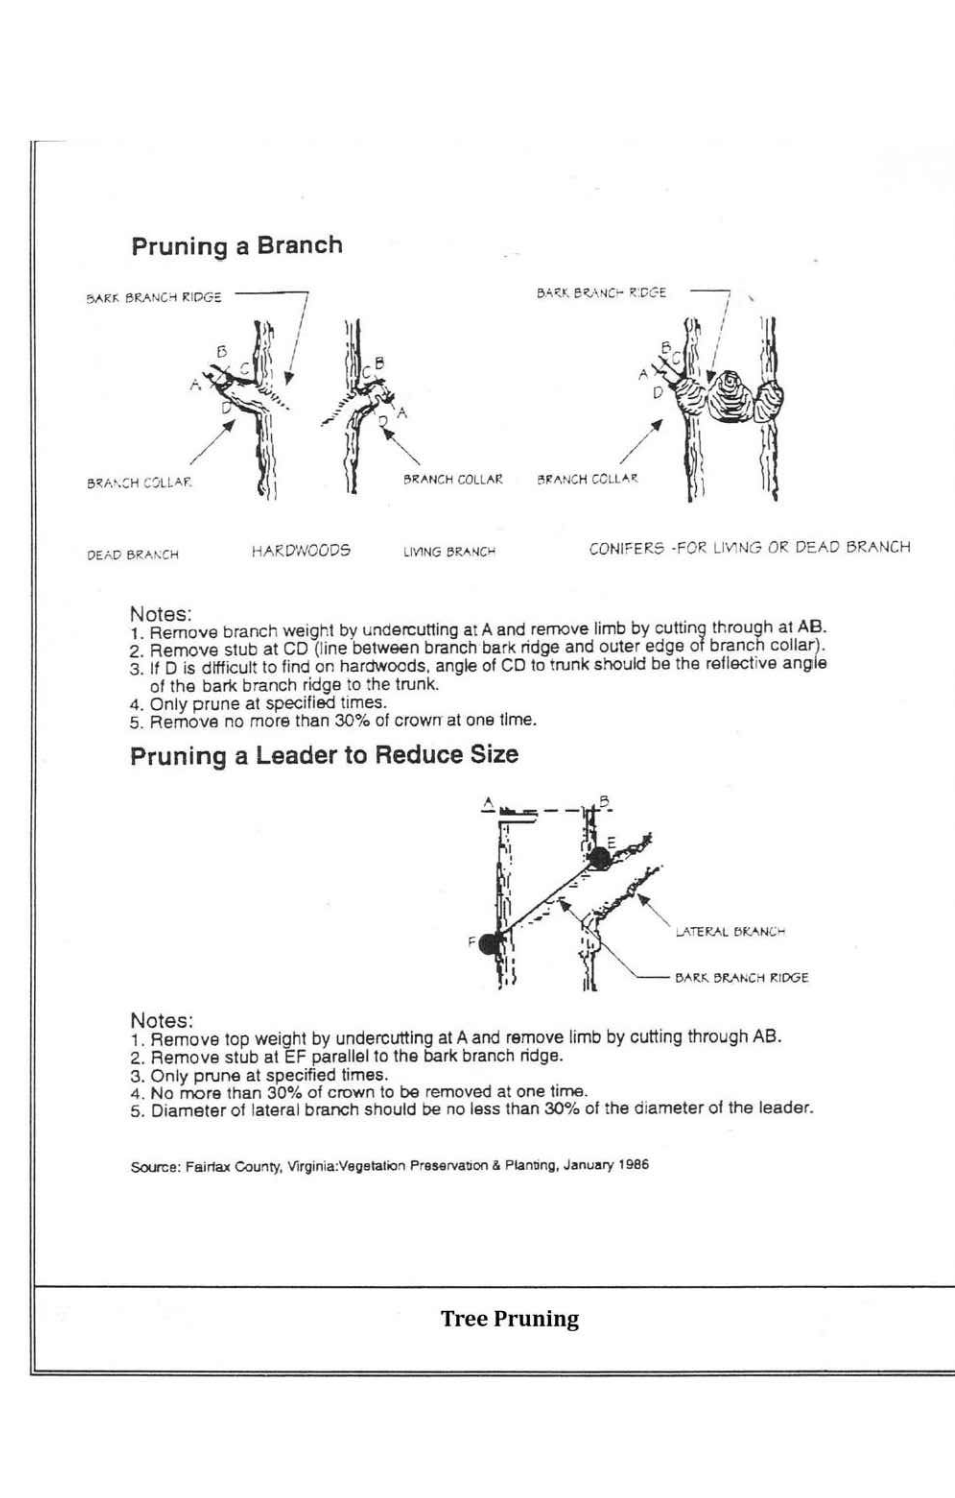 Pruning a Branch
BARK BRANCH RIDGE
BARK BRANCH RIDGE
B
C
A
D
C
B
A
D
B
C
A
D
BRANCH COLLAR
BRANCH COLLAR
BRANCH COLLAR
DEAD BRANCH
HARDWOODS
LIVING BRANCH
CONIFERS -FOR LIVING OR DEAD BRANCH
Notes:
1. Remove branch weight by undercutting at A and remove limb by cutting through at AB.
2. Remove stub at CD (line between branch bark ridge and outer edge of branch collar).
3. If D is difficult to find on hardwoods, angle of CD to trunk should be the reflective angle
of the bark branch ridge to the trunk.
4. Only prune at specified times.
5. Remove no more than 30% of crown at one time.
Pruning a Leader to Reduce Size
A
B
E
F
LATERAL BRANCH
BARK BRANCH RIDGE
Notes:
1. Remove top weight by undercutting at A and remove limb by cutting through AB.
2. Remove stub at EF parallel to the bark branch ridge.
3. Only prune at specified times.
4. No more than 30% of crown to be removed at one time.
5. Diameter of lateral branch should be no less than 30% of the diameter of the leader.
Source: Fairfax County, Virginia:Vegetation Preservation & Planting, January 1986
Tree Pruning